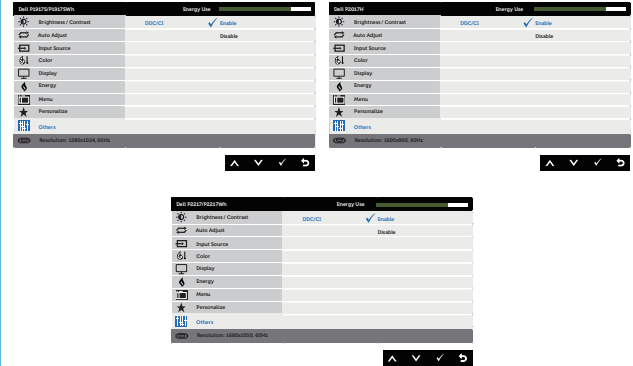 Dell P1917S/P1917SWh Energy Use
Brightness / Contrast DDC/CI Enable
Auto Adjust Disable
Input Source
Color
Display
Energy
Menu
Personalize
Others
Resolution: 1280x1024, 60Hz
Dell P2017H Energy Use
Brightness / Contrast DDC/CI Enable
Auto Adjust Disable
Input Source
Color
Display
Energy
Menu
Personalize
Others
Resolution: 1600x900, 60Hz
Dell P2217/P2217Wh Energy Use
Brightness / Contrast DDC/CI Enable
Auto Adjust Disable
Input Source
Color
Display
Energy
Menu
Personalize
Others
Resolution: 1680x1050, 60Hz